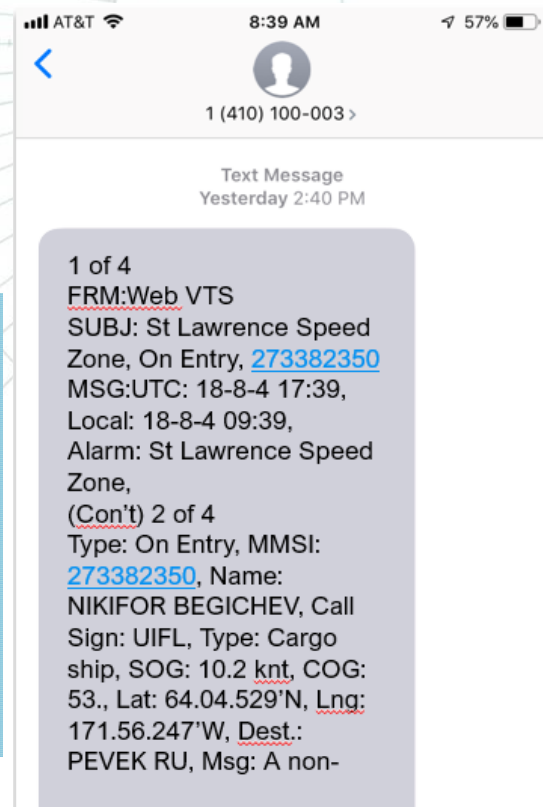 AT&T 8:39 AM 57%
1 (410) 100-003 >
Text Message
Yesterday 2:40 PM
1 of 4
FRM:Web VTS
SUBJ: St Lawrence Speed
Zone, On Entry, 273382350
MSG:UTC: 18-8-4 17:39,
Local: 18-8-4 09:39,
Alarm: St Lawrence Speed
Zone,
(Con't) 2 of 4
Type: On Entry, MMSI:
273382350, Name:
NIKIFOR BEGICHEV, Call
Sign: UIFL, Type: Cargo
ship, SOG: 10.2 knt, COG:
53., Lat: 64.04.529'N, Lng:
171.56.247'W, Dest.:
PEVEK RU, Msg: A non-